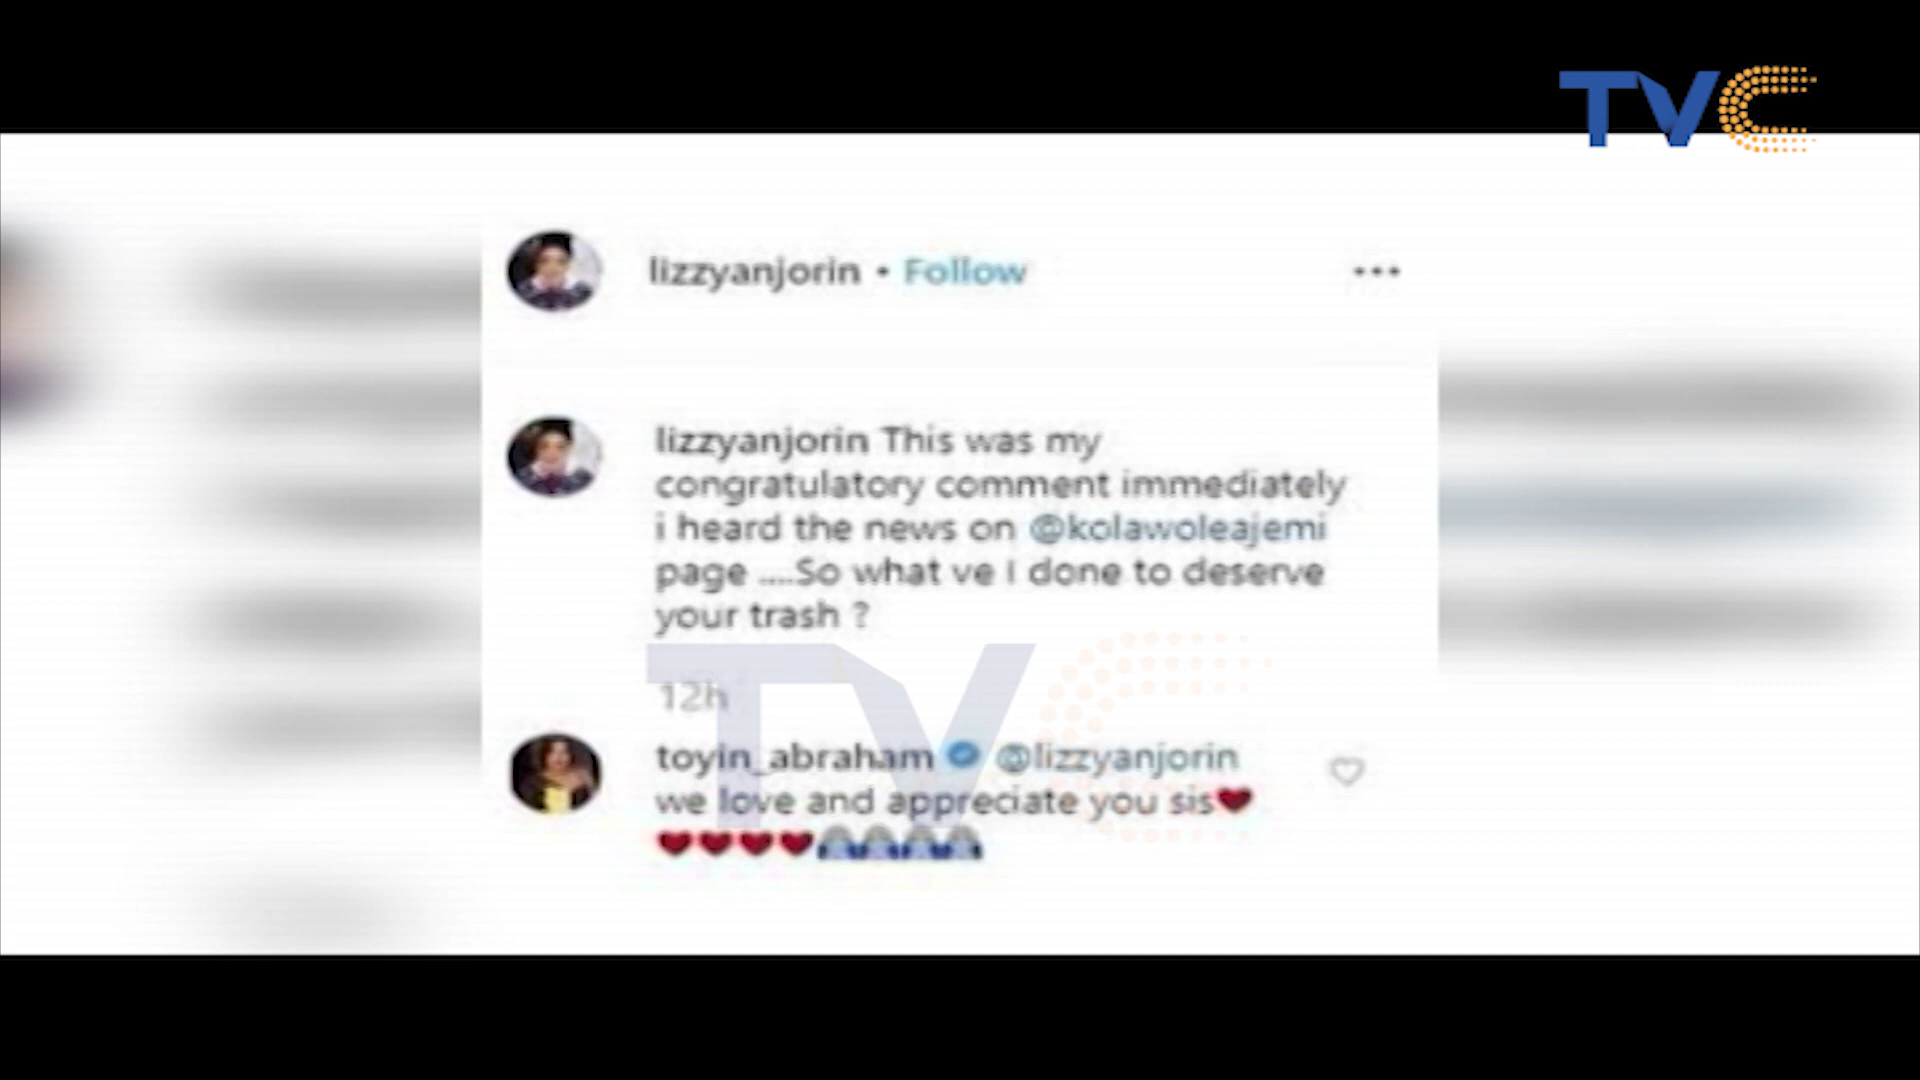 TVC
lizzyanjorin • Follow
lizzyanjorin This was my
congratulatory comment immediately
i heard the news on @kolawoleajemi
page ....So what ve I done to deserve
your trash ?
12h
toyin_abraham @lizzyanjorin
we love and appreciate you sis❤
❤❤❤❤
TVC